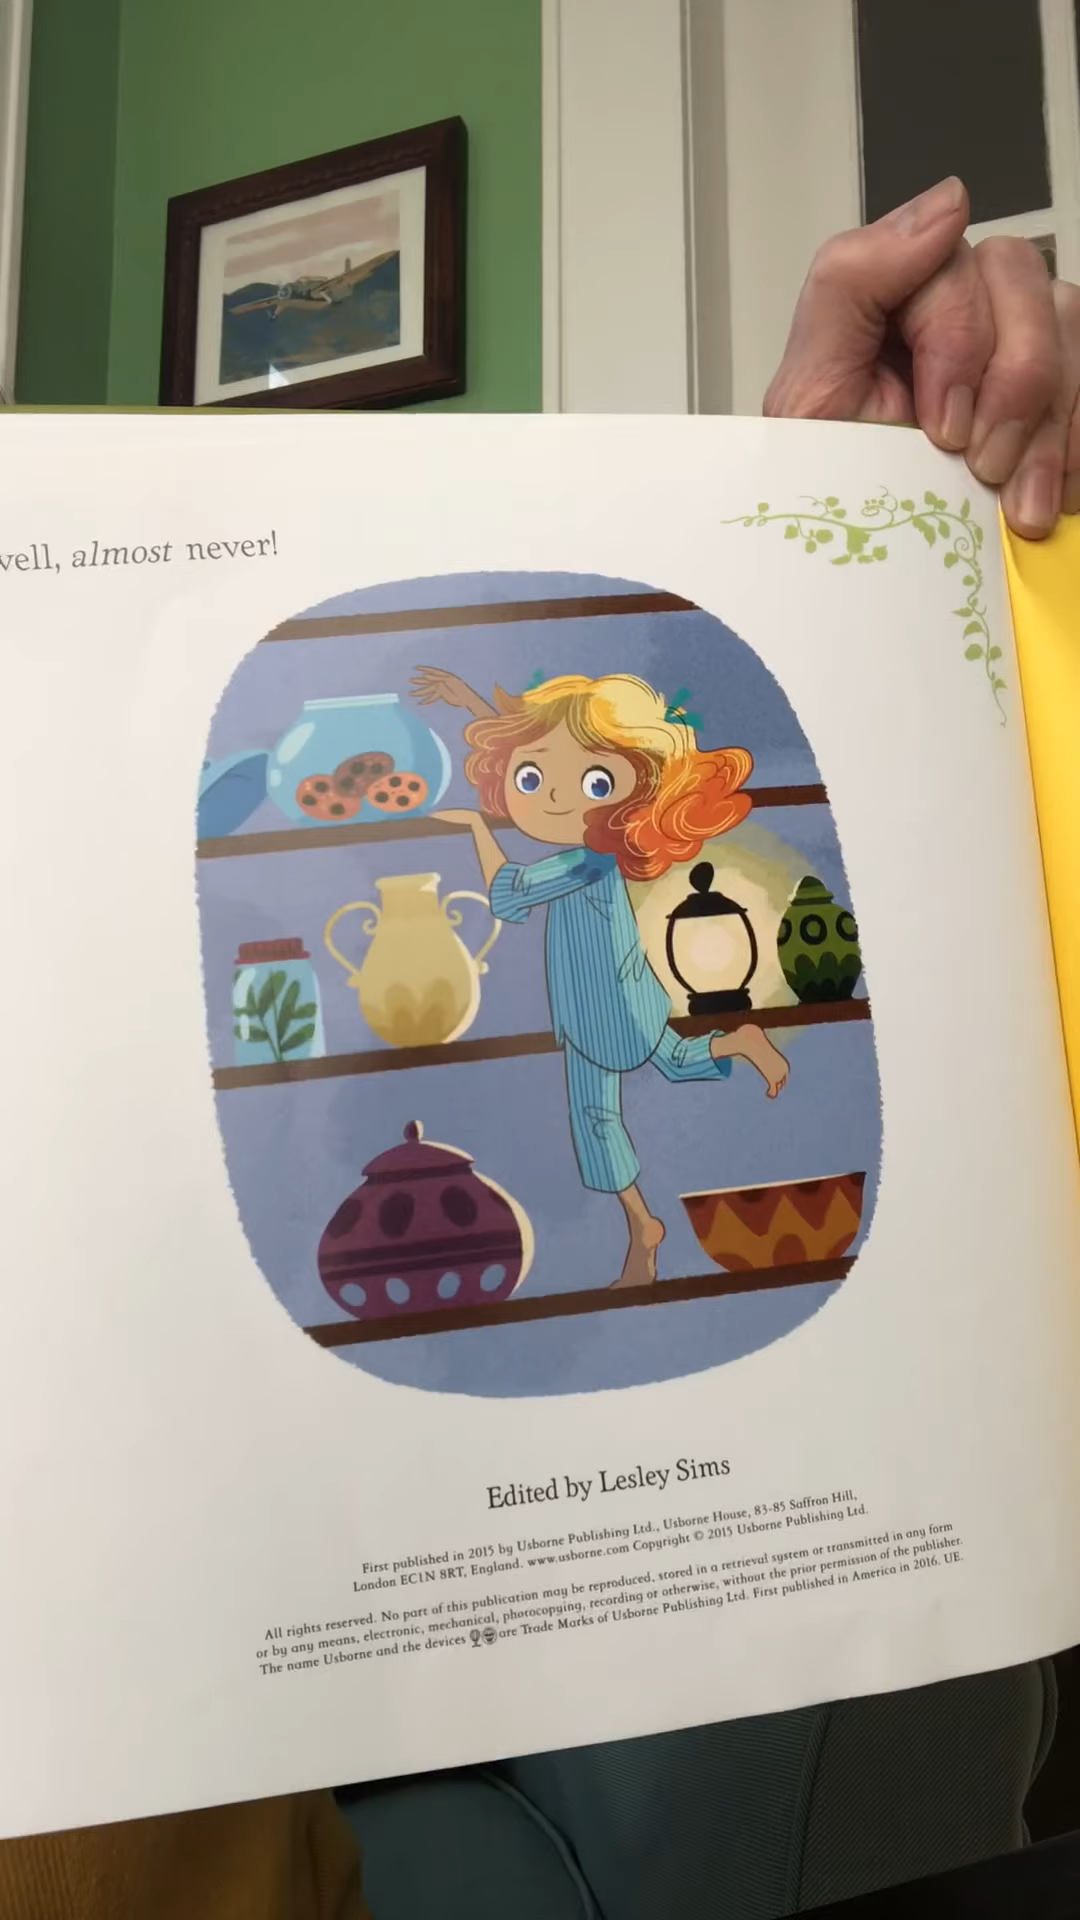 well, almost never!
Edited by Lesley Sims
First published in 2015 by Usborne Publishing Ltd., Usborne House, 83-85 Saffron Hill,
London EC1N 8RT, England. www.usborne.com Copyright © 2015 Usborne Publishing Ltd.
All rights reserved. No part of this publication may be reproduced, stored in a retrieval system or transmitted in any form
or by any means, electronic, mechanical, photocopying, recording or otherwise, without the prior permission of the publisher.
The name Usborne and the devices are Trade Marks of Usborne Publishing Ltd. First published in America in 2016. UE.